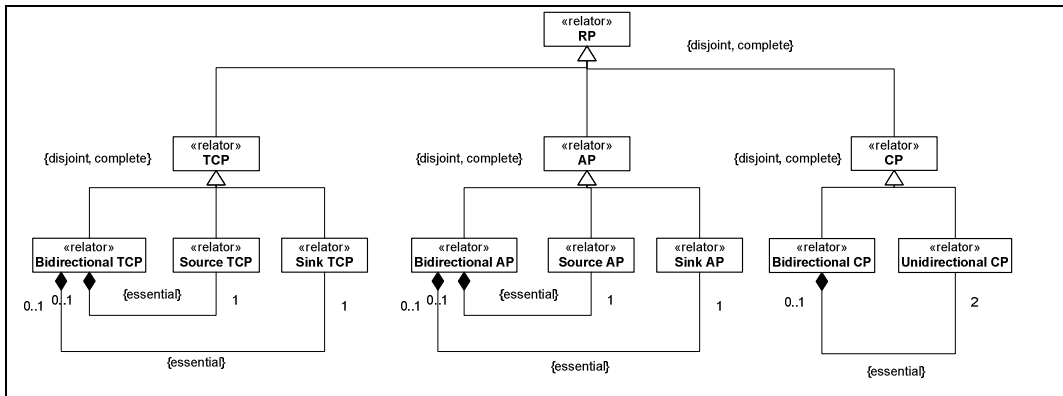 «relator»
RP
{disjoint, complete}
«relator»
TCP
{disjoint, complete}
«relator»
AP
{disjoint, complete}
«relator»
CP
{disjoint, complete}
«relator»
Bidirectional TCP
«relator»
Source TCP
«relator»
Sink TCP
«relator»
Bidirectional AP
«relator»
Source AP
«relator»
Sink AP
«relator»
Bidirectional CP
«relator»
Unidirectional CP
0..1
0..1
{essential}
1
1
{essential}
0..1
0..1
{essential}
1
1
{essential}
0..1
2
{essential}